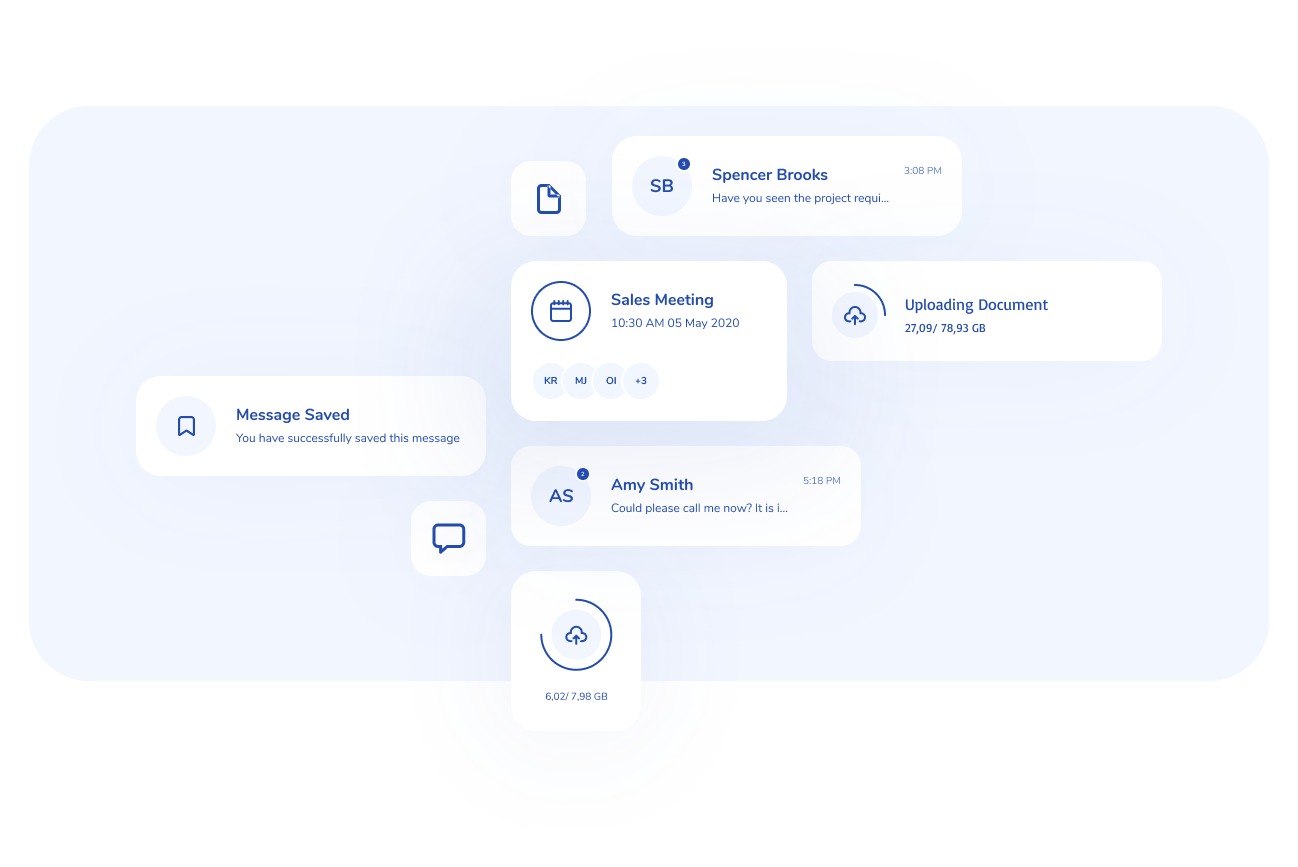 3
SB
Spencer Brooks
3:08 PM
Have you seen the project requi...
Sales Meeting
10:30 AM 05 May 2020
KR MJ OI +3
Uploading Document
27,09/ 78,93 GB
Message Saved
You have successfully saved this message
2
AS
Amy Smith
5:18 PM
Could please call me now? It is i...
6,02/ 7,98 GB